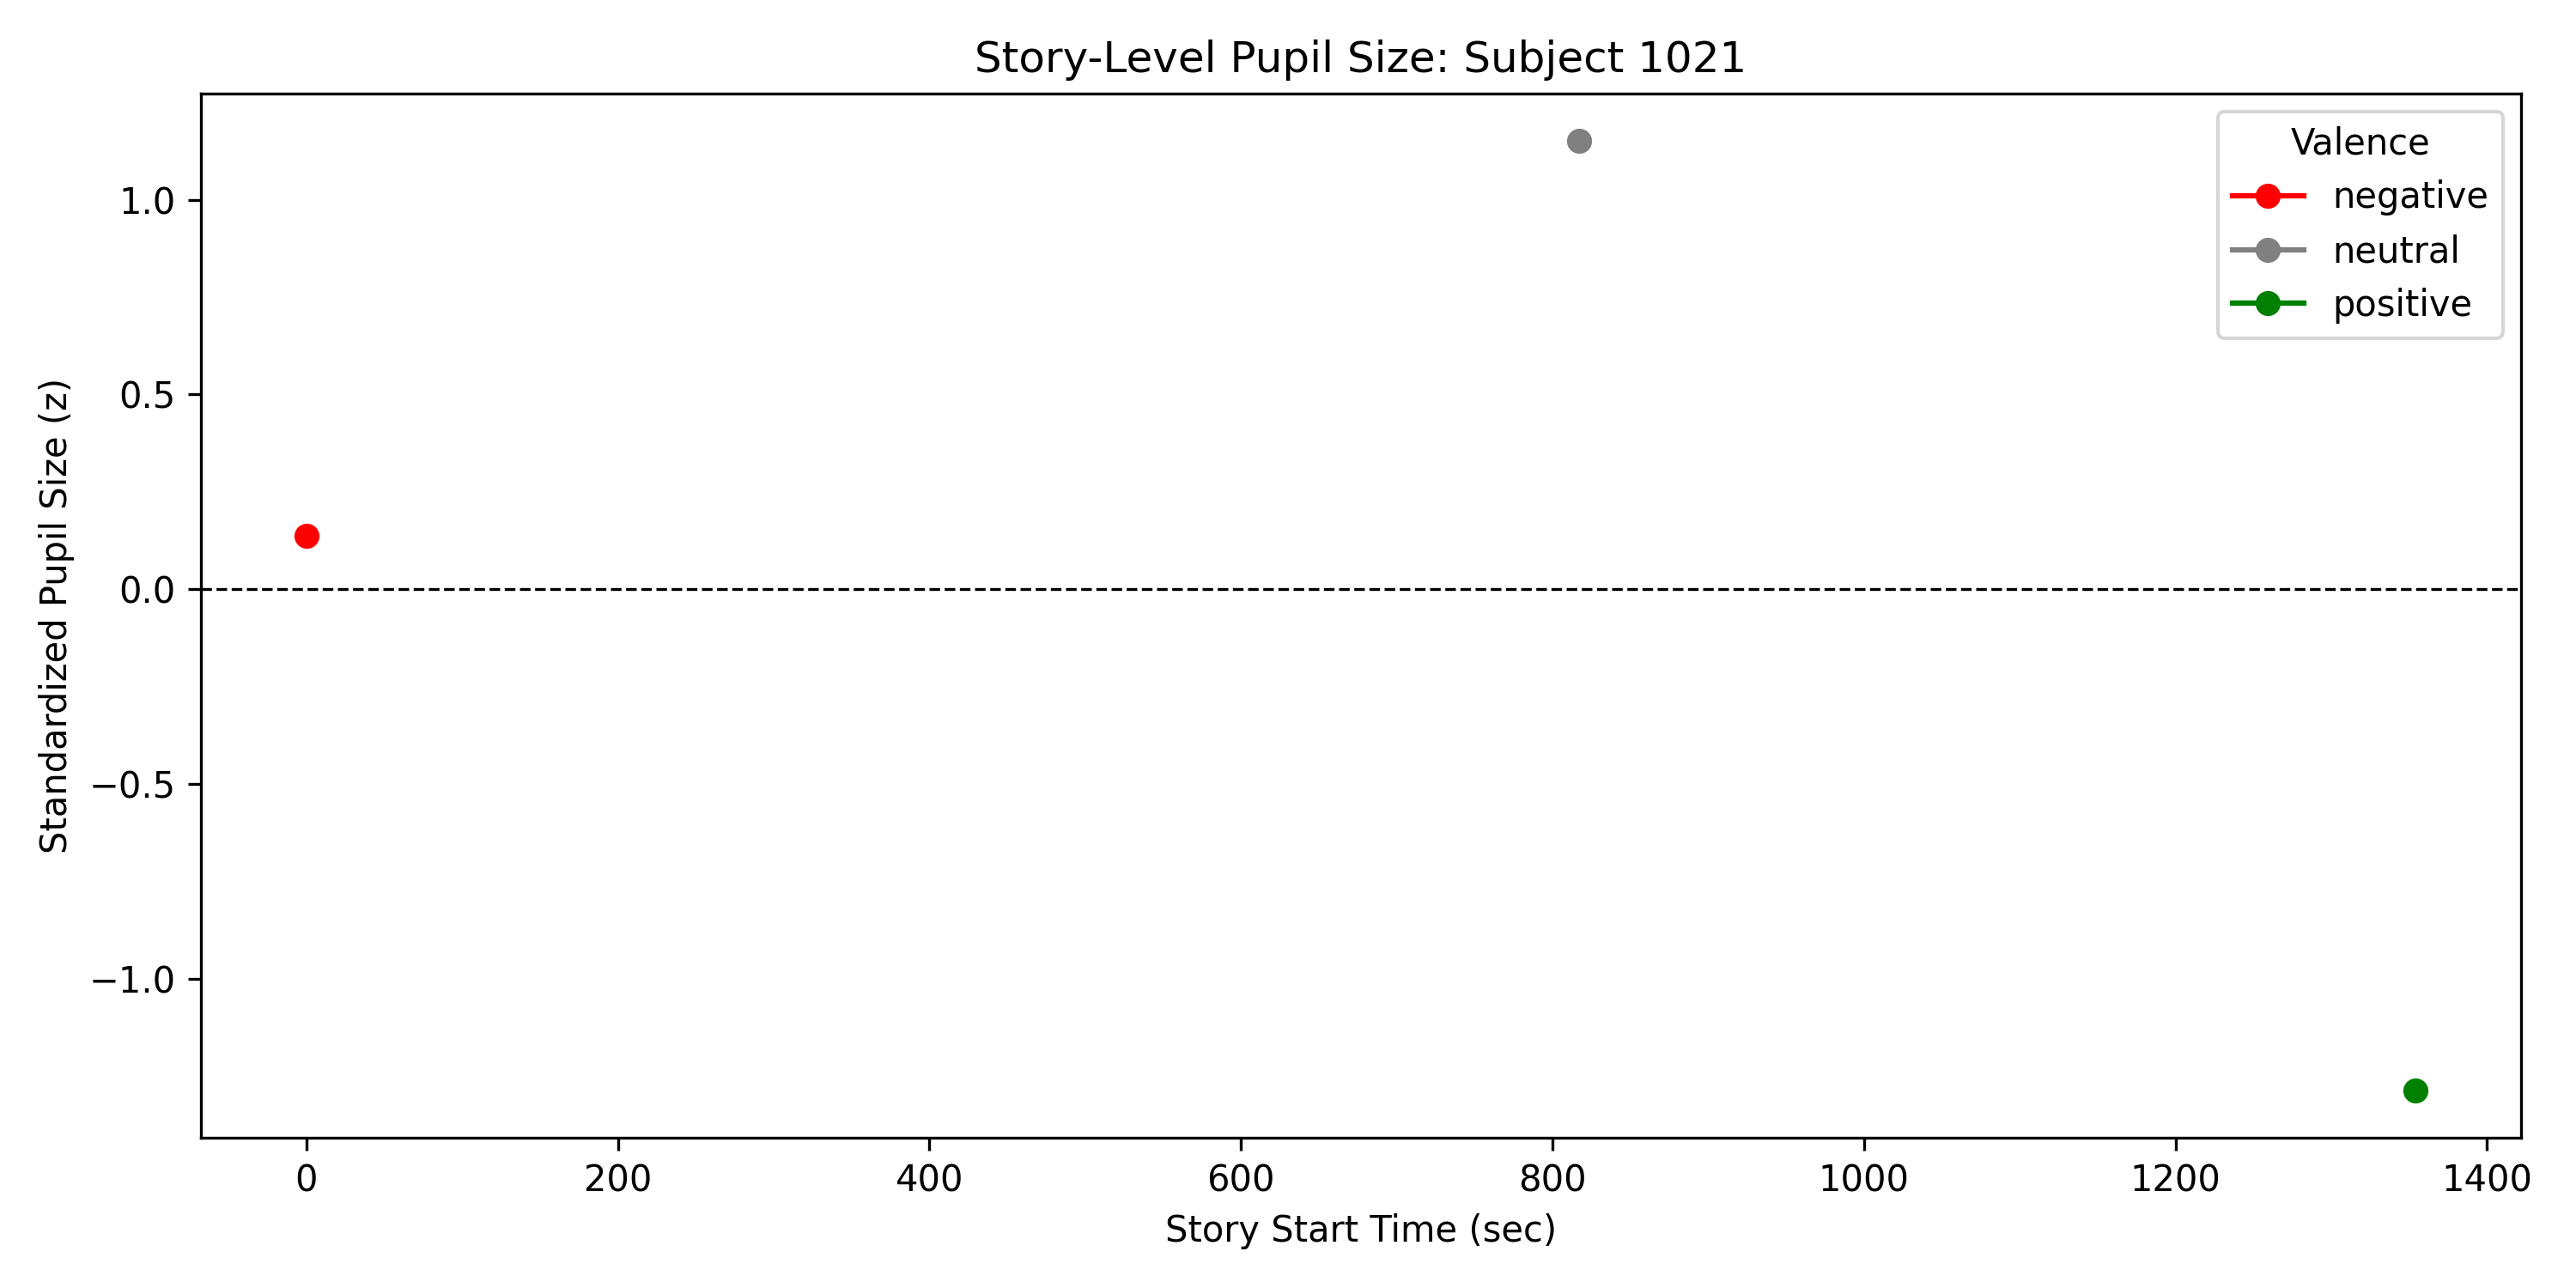 Story-Level Pupil Size: Subject 1021
Valence
negative
neutral
positive
Standardized Pupil Size (z)
1.0
0.5
0.0
−0.5
−1.0
0 200 400 600 800 1000 1200 1400
Story Start Time (sec)